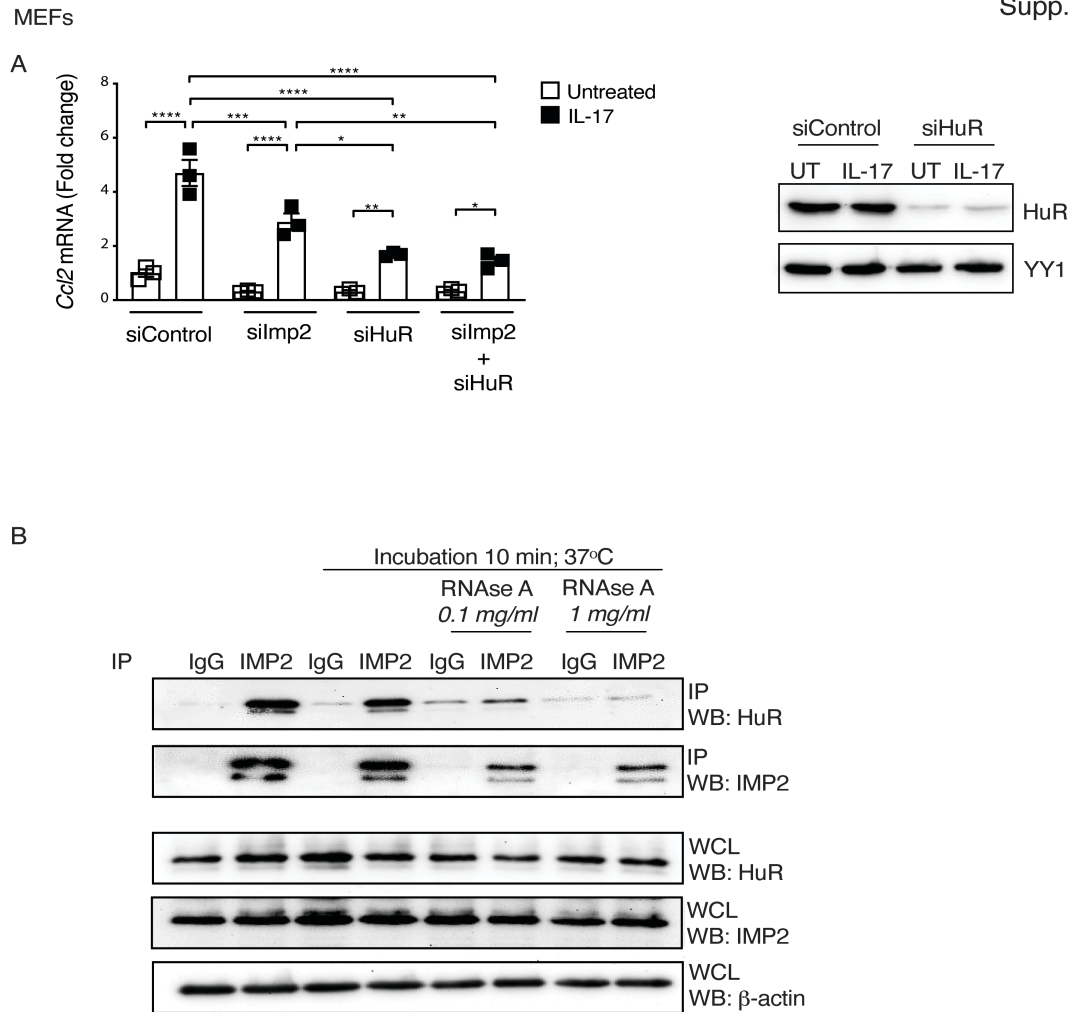 MEFs
Supp.
A
Ccl2 mRNA (Fold change)
8
6
4
2
0
****
****
****
***
**
****
*
**
*
Untreated
IL-17
siControl
siImp2
siHuR
siImp2
+
siHuR
siControl siHuR
UT IL-17 UT IL-17
HuR
YY1
B
Incubation 10 min; 37°C
RNAse A RNAse A
0.1 mg/ml 1 mg/ml
IP IgG IMP2 IgG IMP2 IgG IMP2 IgG IMP2
IP
WB: HuR
IP
WB: IMP2
WCL
WB: HuR
WCL
WB: IMP2
WCL
WB: β-actin